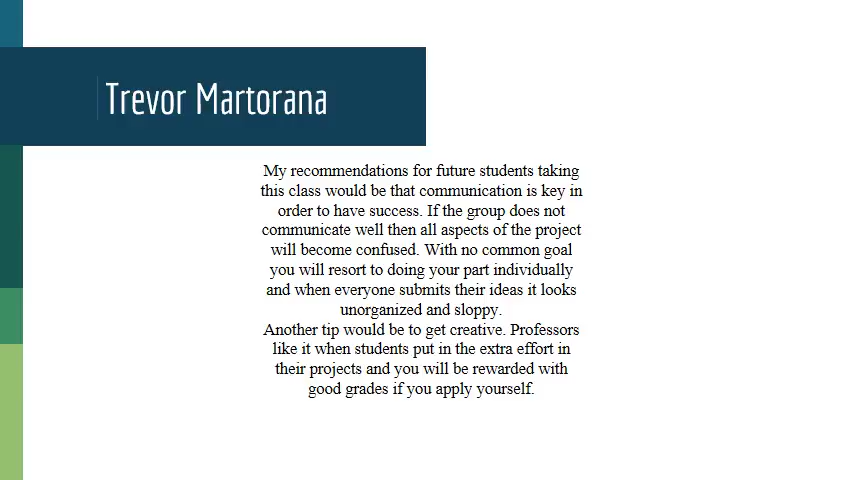 Trevor Martorana
My recommendations for future students taking
this class would be that communication is key in
order to have success. If the group does not
communicate well then all aspects of the project
will become confused. With no common goal
you will resort to doing your part individually
and when everyone submits their ideas it looks
unorganized and sloppy.
Another tip would be to get creative. Professors
like it when students put in the extra effort in
their projects and you will be rewarded with
good grades if you apply yourself.